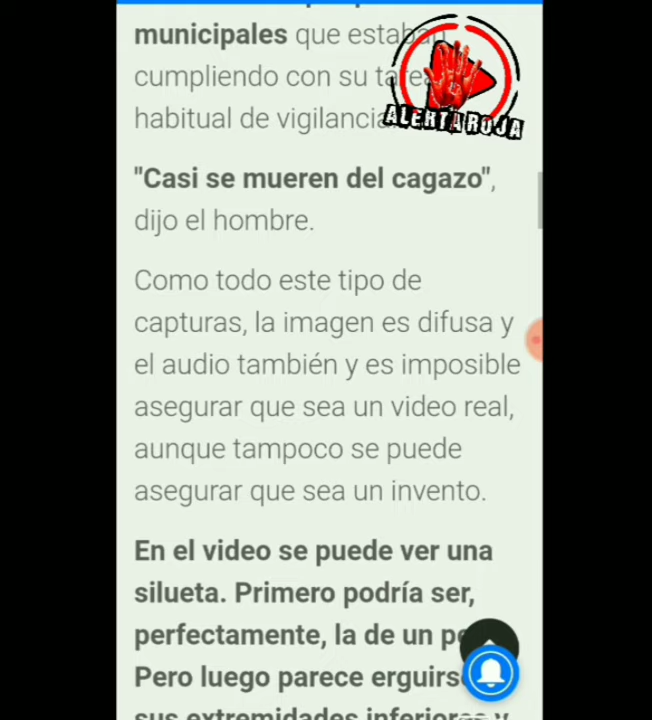 municipales que estaban
cumpliendo con su tarea
habitual de vigilancia
ALERTA ROJA
"Casi se mueren del cagazo",
dijo el hombre.
Como todo este tipo de
capturas, la imagen es difusa y
el audio también y es imposible
asegurar que sea un video real,
aunque tampoco se puede
asegurar que sea un invento.
En el video se puede ver una
silueta. Primero podría ser,
perfectamente, la de un
Pero luego parece
sus extremidades inferiores y